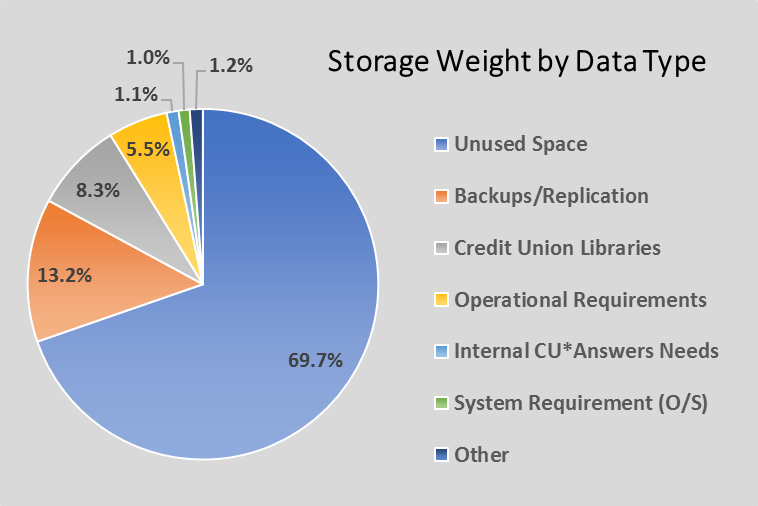 Storage Weight by Data Type
1.0%
1.2%
1.1%
5.5%
8.3%
13.2%
69.7%
Unused Space
Backups/Replication
Credit Union Libraries
Operational Requirements
Internal CU*Answers Needs
System Requirement (O/S)
Other